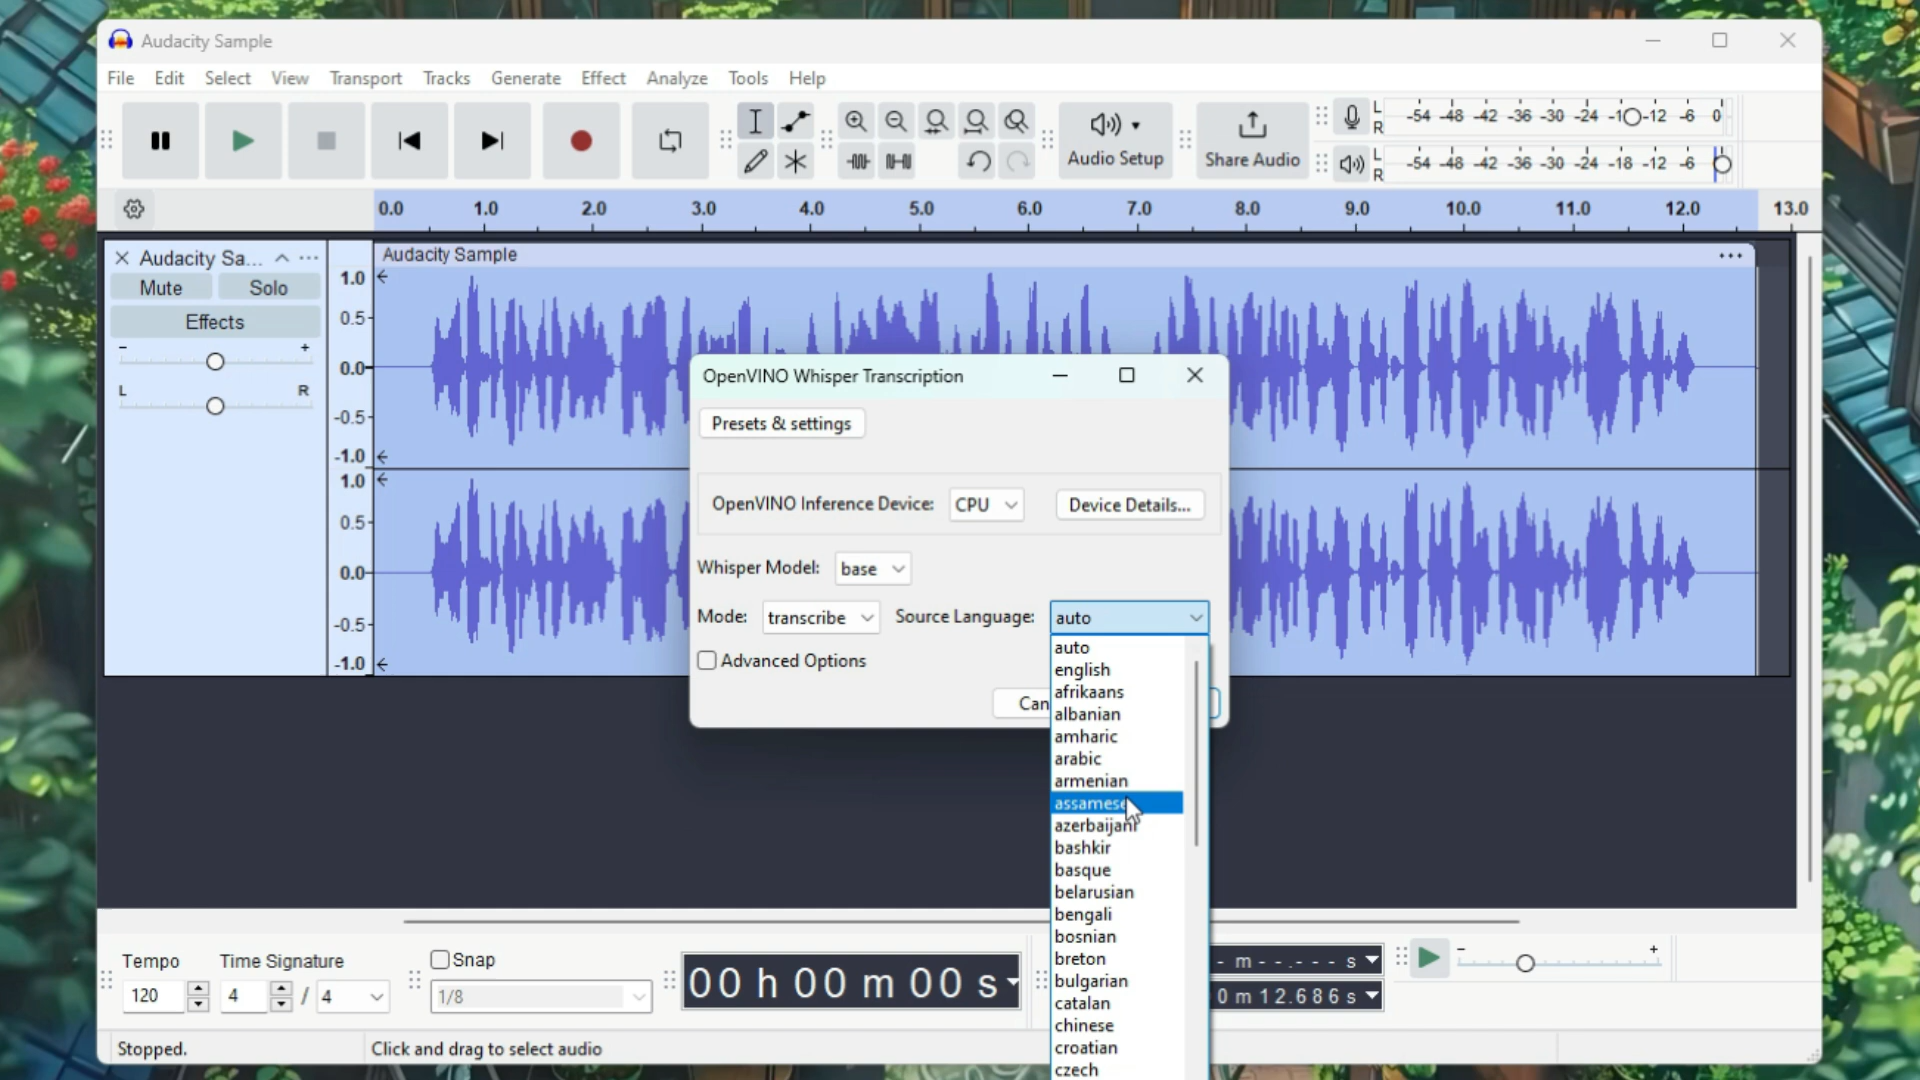 Audacity Sample
File Edit Select View Transport Tracks Generate Effect Analyze Tools Help
Audio Setup
Share Audio
L R -54 -48 -42 -36 -30 -24 -1 -12 -6 0
L R -54 -48 -42 -36 -30 -24 -18 -12 -6
0.0 1.0 2.0 3.0 4.0 5.0 6.0 7.0 8.0 9.0 10.0 11.0 12.0 13.0
Audacity Sa...
Mute Solo
Effects
- +
L R
1.0
0.5
0.0
-0.5
-1.0
1.0
0.5
0.0
-0.5
-1.0
Audacity Sample
OpenVINO Whisper Transcription
Presets & settings
OpenVINO Inference Device: CPU Device Details...
Whisper Model: base
Mode: transcribe Source Language: auto
Advanced Options
Can
auto
english
afrikaans
albanian
amharic
arabic
armenian
assamese
azerbaijani
bashkir
basque
belarusian
bengali
bosnian
breton
bulgarian
catalan
chinese
croatian
czech
Tempo
120
Time Signature
4 / 4
Snap
1/8
00 h 00 m 00 s
- m - - . - - - s
0 m 12.686 s
- +
Stopped.
Click and drag to select audio